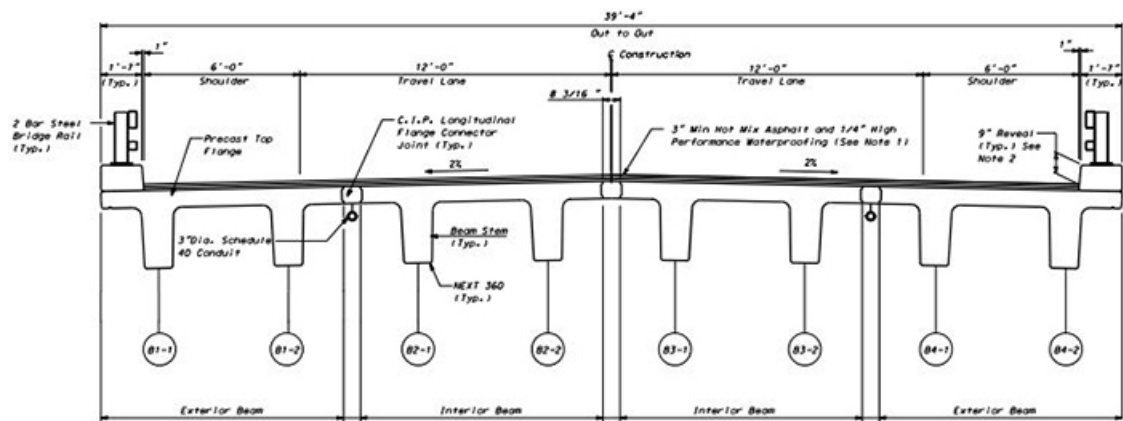 39'-4"
Out to Out
₵ Construction
1"
1'-7"
(Typ.)
6'-0"
Shoulder
12'-0"
Travel Lane
12'-0"
Travel Lane
6'-0"
Shoulder
1"
1'-7"
(Typ.)
8 3/16 "
2 Bar Steel
Bridge Rail
(Typ.)
Precast Top
Flange
C.I.P. Longitudinal
Flange Connector
Joint (Typ.)
3" Min Hot Mix Asphalt and 1/4" High
Performance Waterproofing (See Note 1)
9" Reveal
(Typ.) See
Note 2
2%
2%
3"Dia. Schedule
40 Conduit
Beam Stem
(Typ.)
NEXT 36D
(Typ.)
B1-1
B1-2
B2-1
B2-2
B3-1
B3-2
B4-1
B4-2
Exterior Beam
Interior Beam
Interior Beam
Exterior Beam